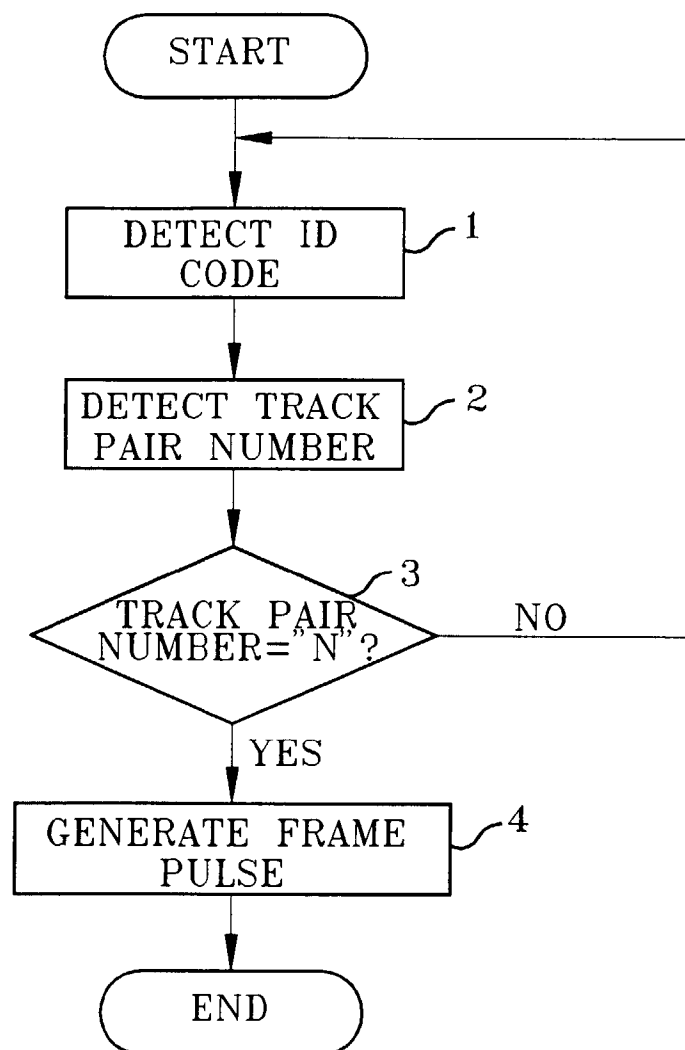 START
DETECT ID
CODE
1
DETECT TRACK
PAIR NUMBER
2
3
TRACK PAIR
NUMBER="N"?
NO
YES
GENERATE FRAME
PULSE
4
END